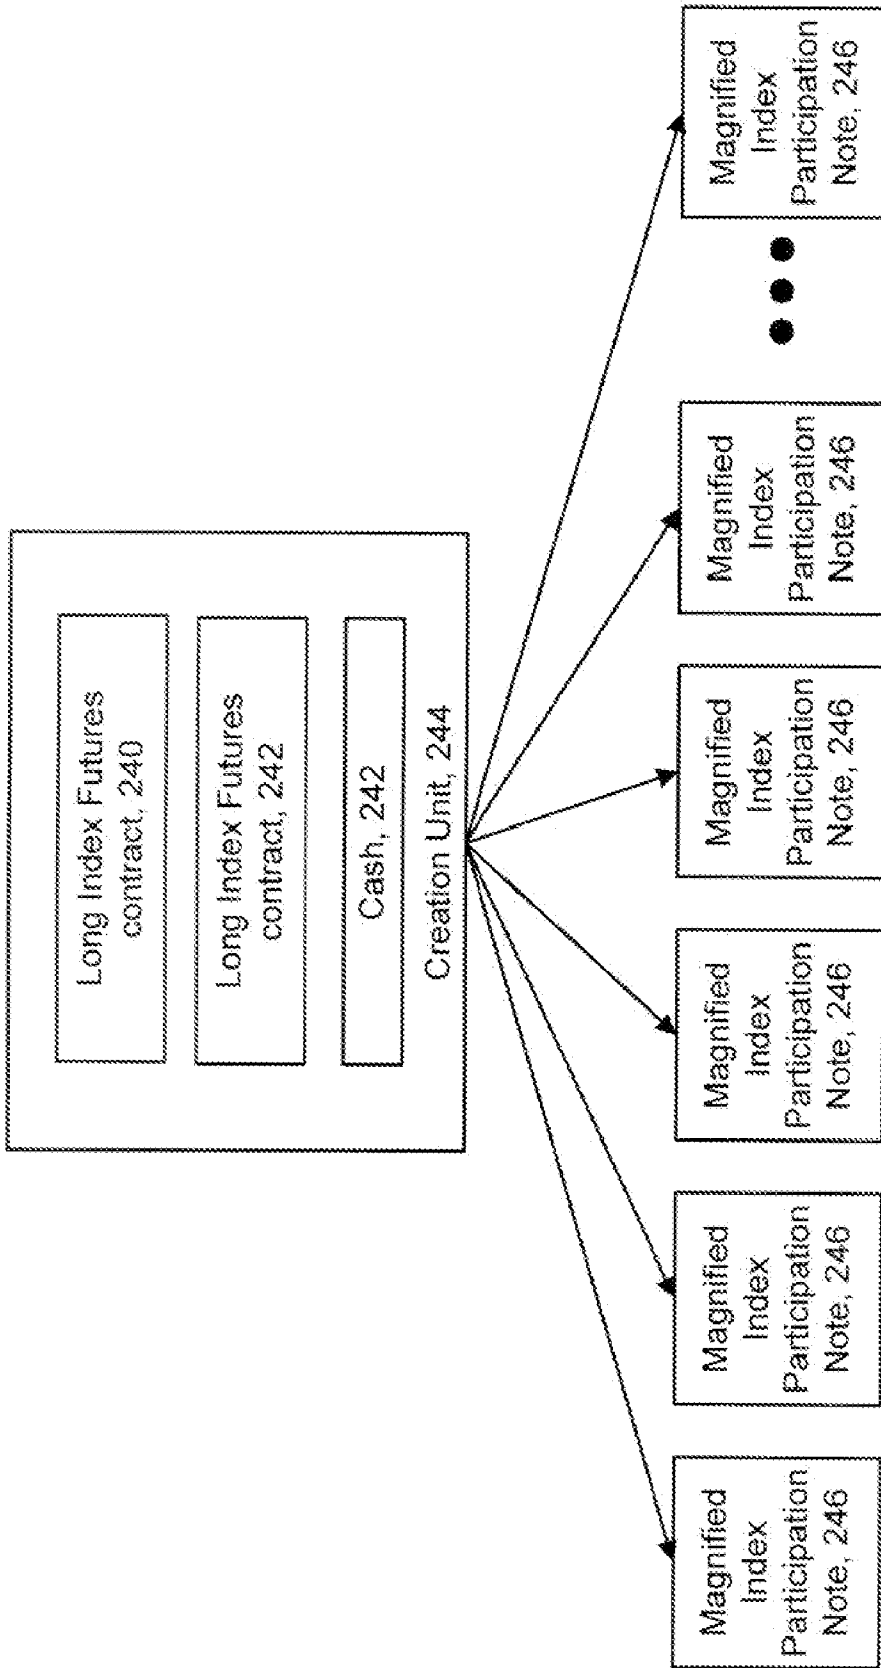 Long Index Futures
contract, 240
Long Index Futures
contract, 242
Cash, 242
Creation Unit, 244
Magnified
Index
Participation
Note, 246
Magnified
Index
Participation
Note, 246
Magnified
Index
Participation
Note, 246
Magnified
Index
Participation
Note, 246
Magnified
Index
Participation
Note, 246
Magnified
Index
Participation
Note, 246